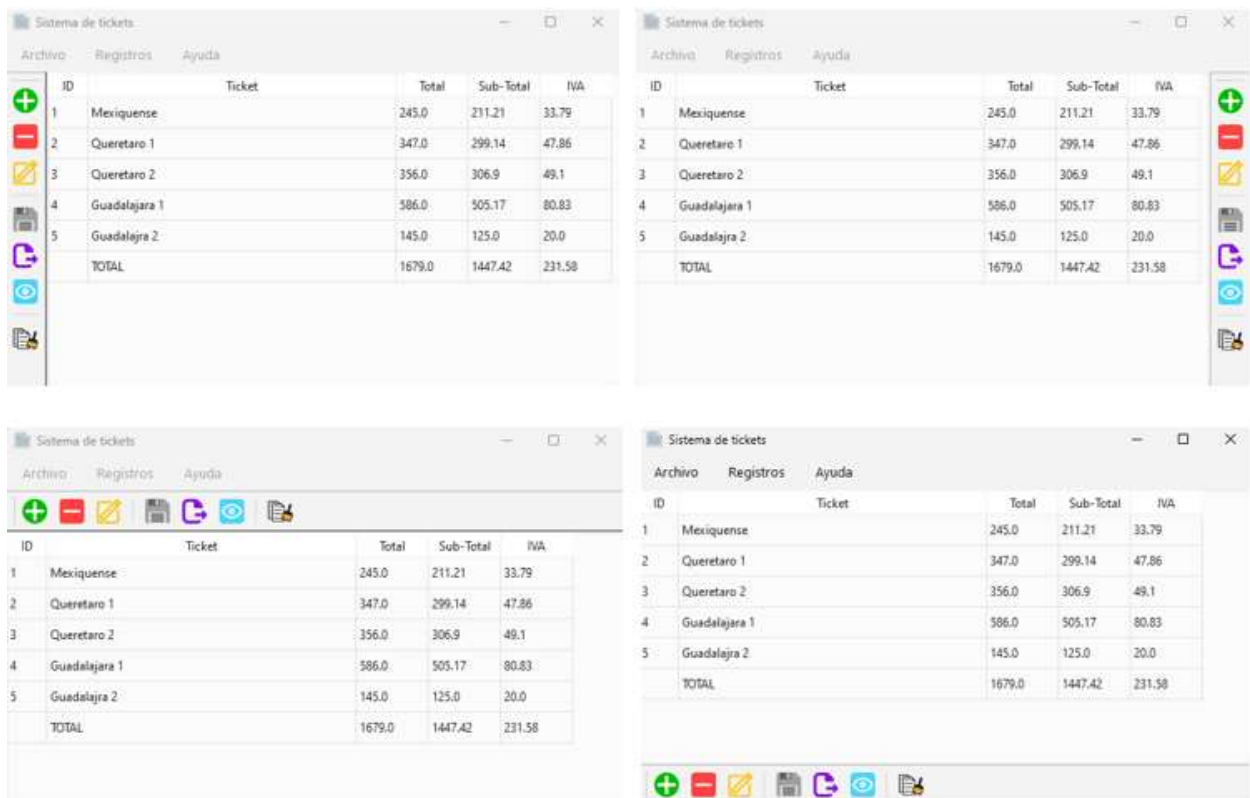 Sistema de tickets
Archivo Registros Ayuda
ID Ticket Total Sub-Total IVA
1 Mexiquense 245.0 211.21 33.79
2 Queretaro 1 347.0 299.14 47.86
3 Queretaro 2 356.0 306.9 49.1
4 Guadalajara 1 586.0 505.17 80.83
5 Guadalajra 2 145.0 125.0 20.0
TOTAL 1679.0 1447.42 231.58
Sistema de tickets
Archivo Registros Ayuda
ID Ticket Total Sub-Total IVA
1 Mexiquense 245.0 211.21 33.79
2 Queretaro 1 347.0 299.14 47.86
3 Queretaro 2 356.0 306.9 49.1
4 Guadalajara 1 586.0 505.17 80.83
5 Guadalajra 2 145.0 125.0 20.0
TOTAL 1679.0 1447.42 231.58
Sistema de tickets
Archivo Registros Ayuda
ID Ticket Total Sub-Total IVA
1 Mexiquense 245.0 211.21 33.79
2 Queretaro 1 347.0 299.14 47.86
3 Queretaro 2 356.0 306.9 49.1
4 Guadalajara 1 586.0 505.17 80.83
5 Guadalajra 2 145.0 125.0 20.0
TOTAL 1679.0 1447.42 231.58
Sistema de tickets
Archivo Registros Ayuda
ID Ticket Total Sub-Total IVA
1 Mexiquense 245.0 211.21 33.79
2 Queretaro 1 347.0 299.14 47.86
3 Queretaro 2 356.0 306.9 49.1
4 Guadalajara 1 586.0 505.17 80.83
5 Guadalajra 2 145.0 125.0 20.0
TOTAL 1679.0 1447.42 231.58